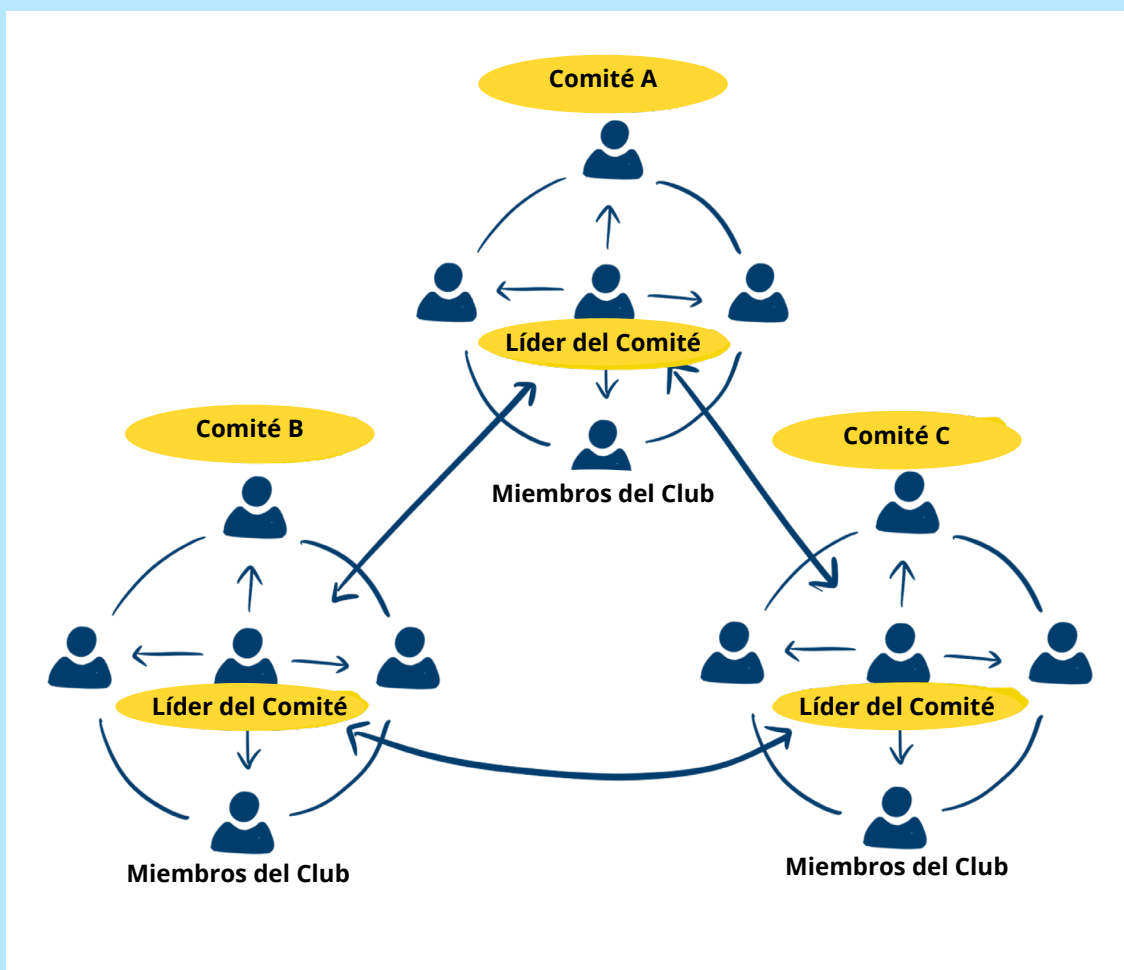 Comité A
Líder del Comité
Miembros del Club
Comité B
Líder del Comité
Miembros del Club
Comité C
Líder del Comité
Miembros del Club